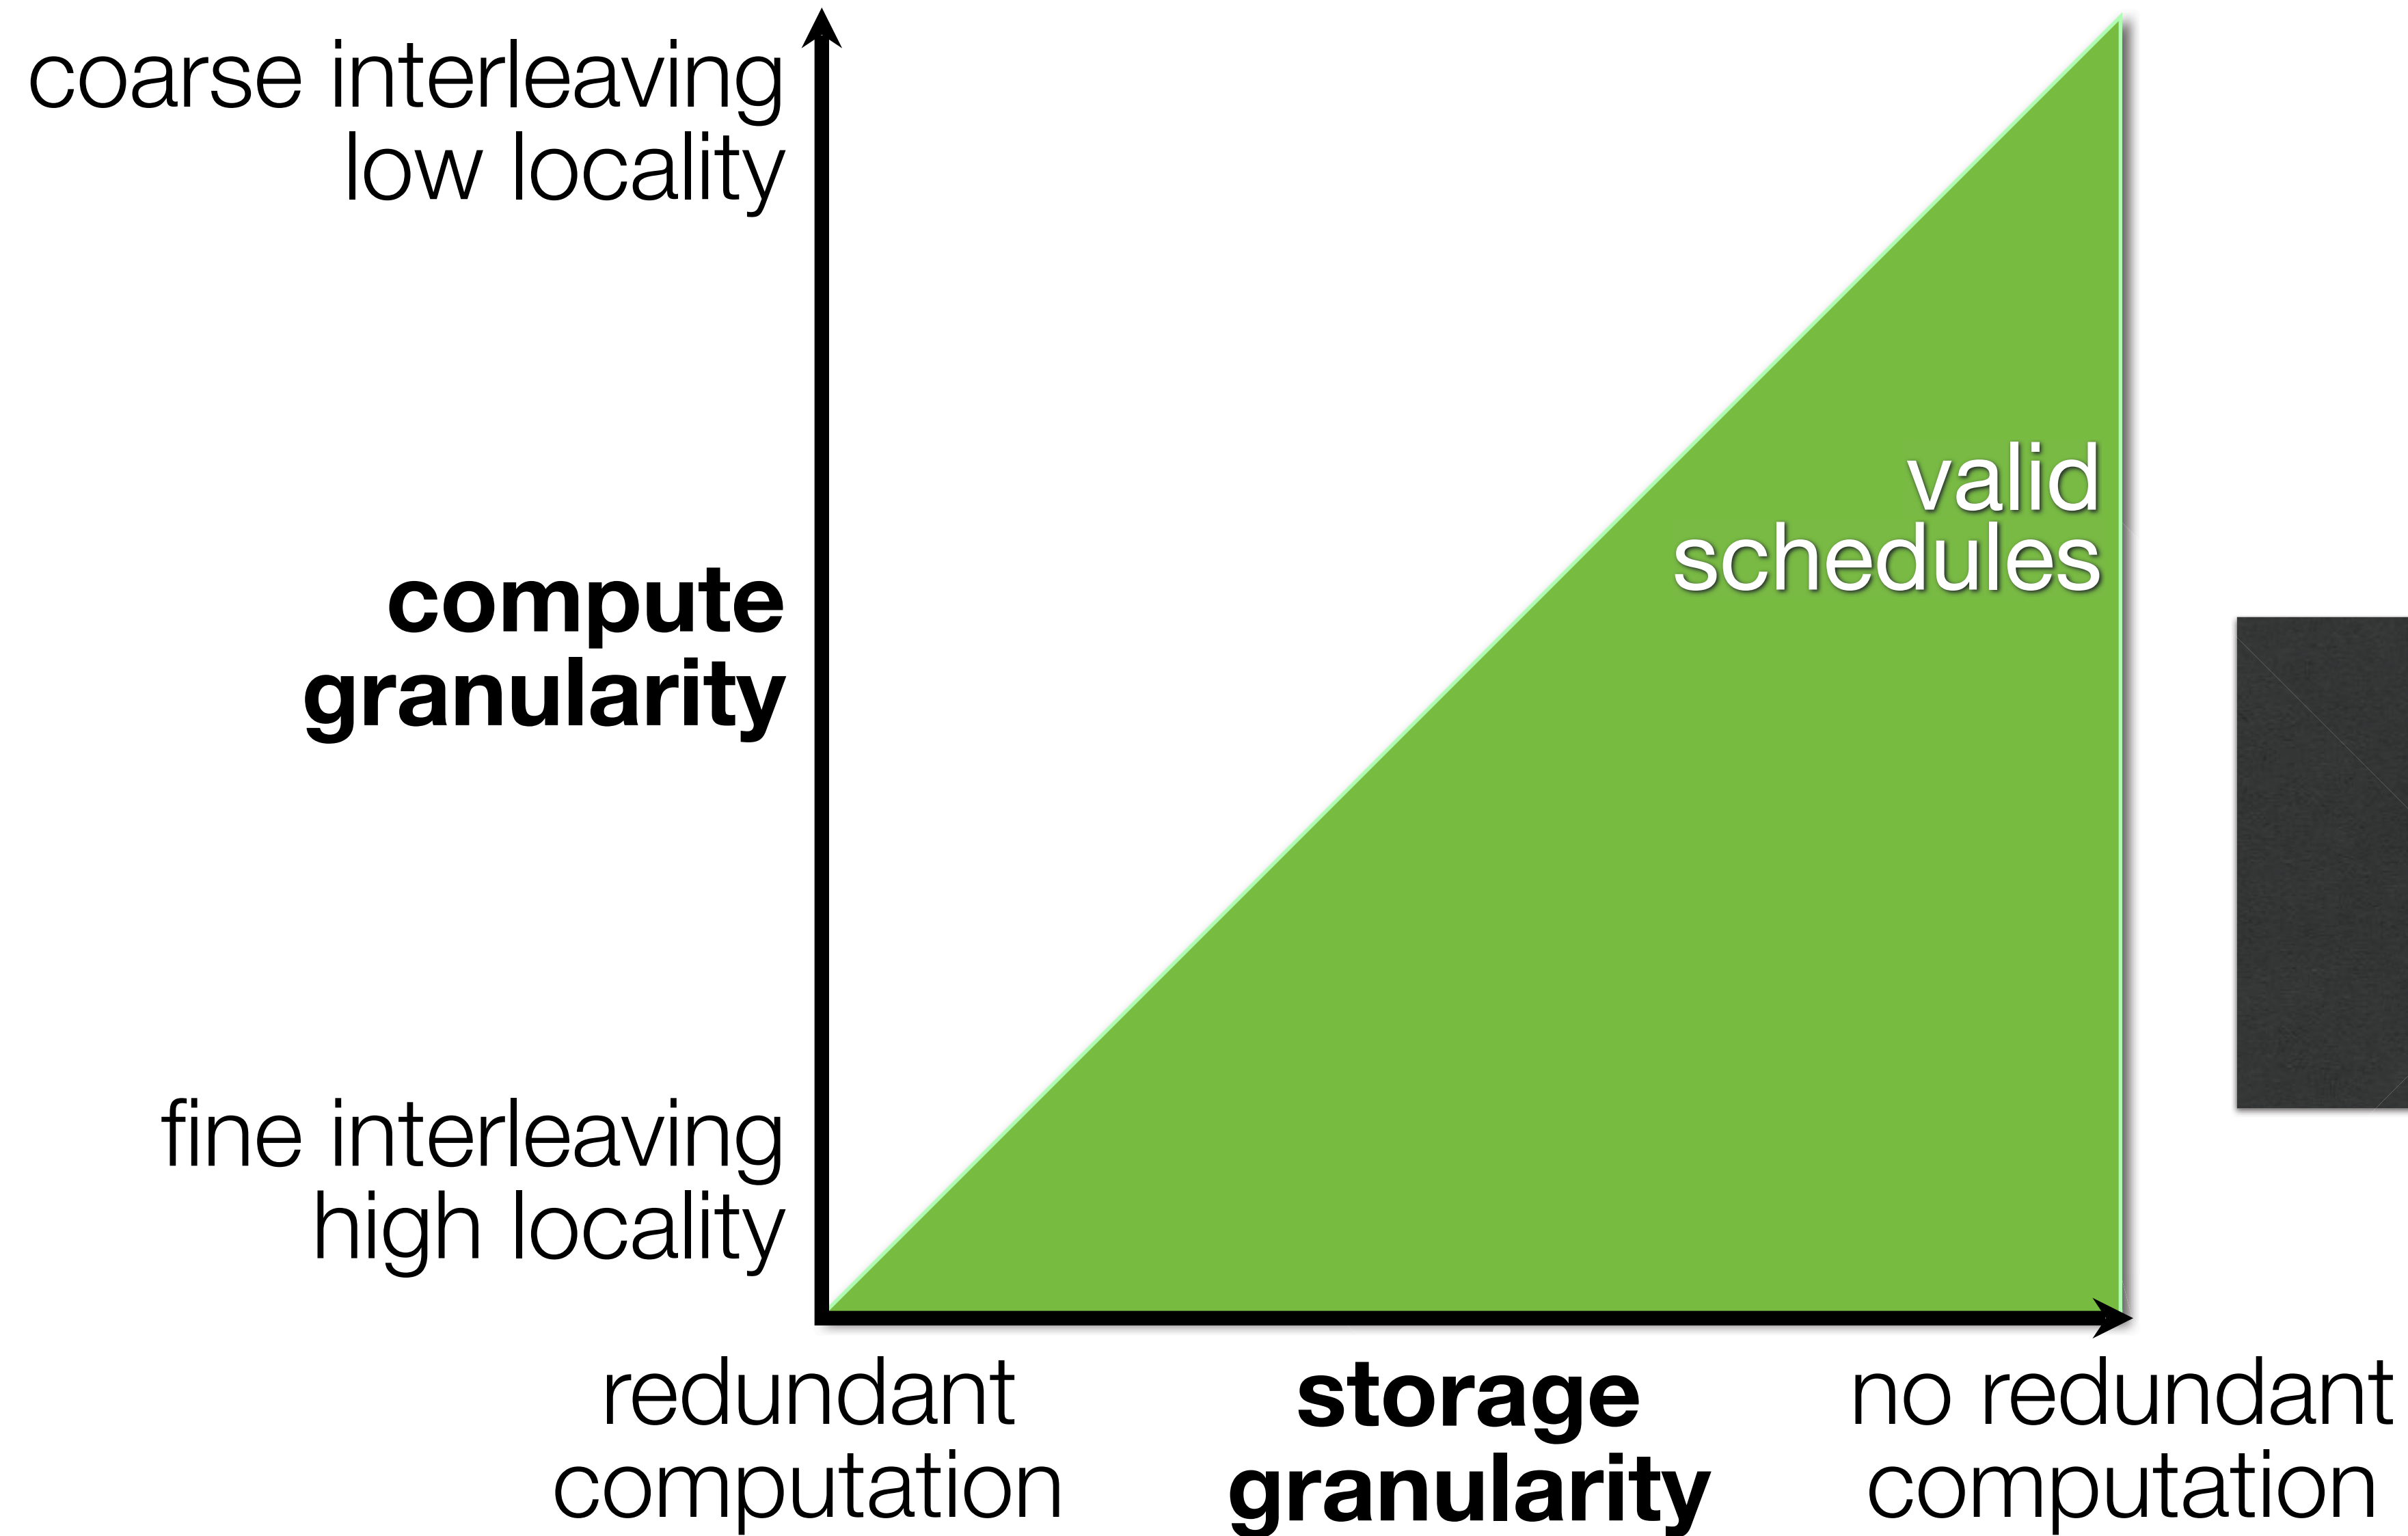 coarse interleaving
low locality
valid
schedules
compute
granularity
fine interleaving
high locality
redundant
computation
storage
granularity
no redundant
computation